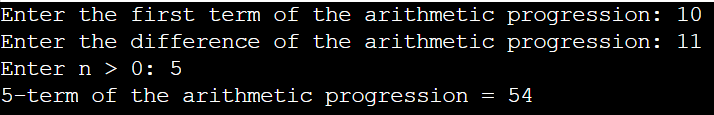 Enter the first term of the arithmetic progression: 10
Enter the difference of the arithmetic progression: 11
Enter n > 0: 5
5-term of the arithmetic progression = 54